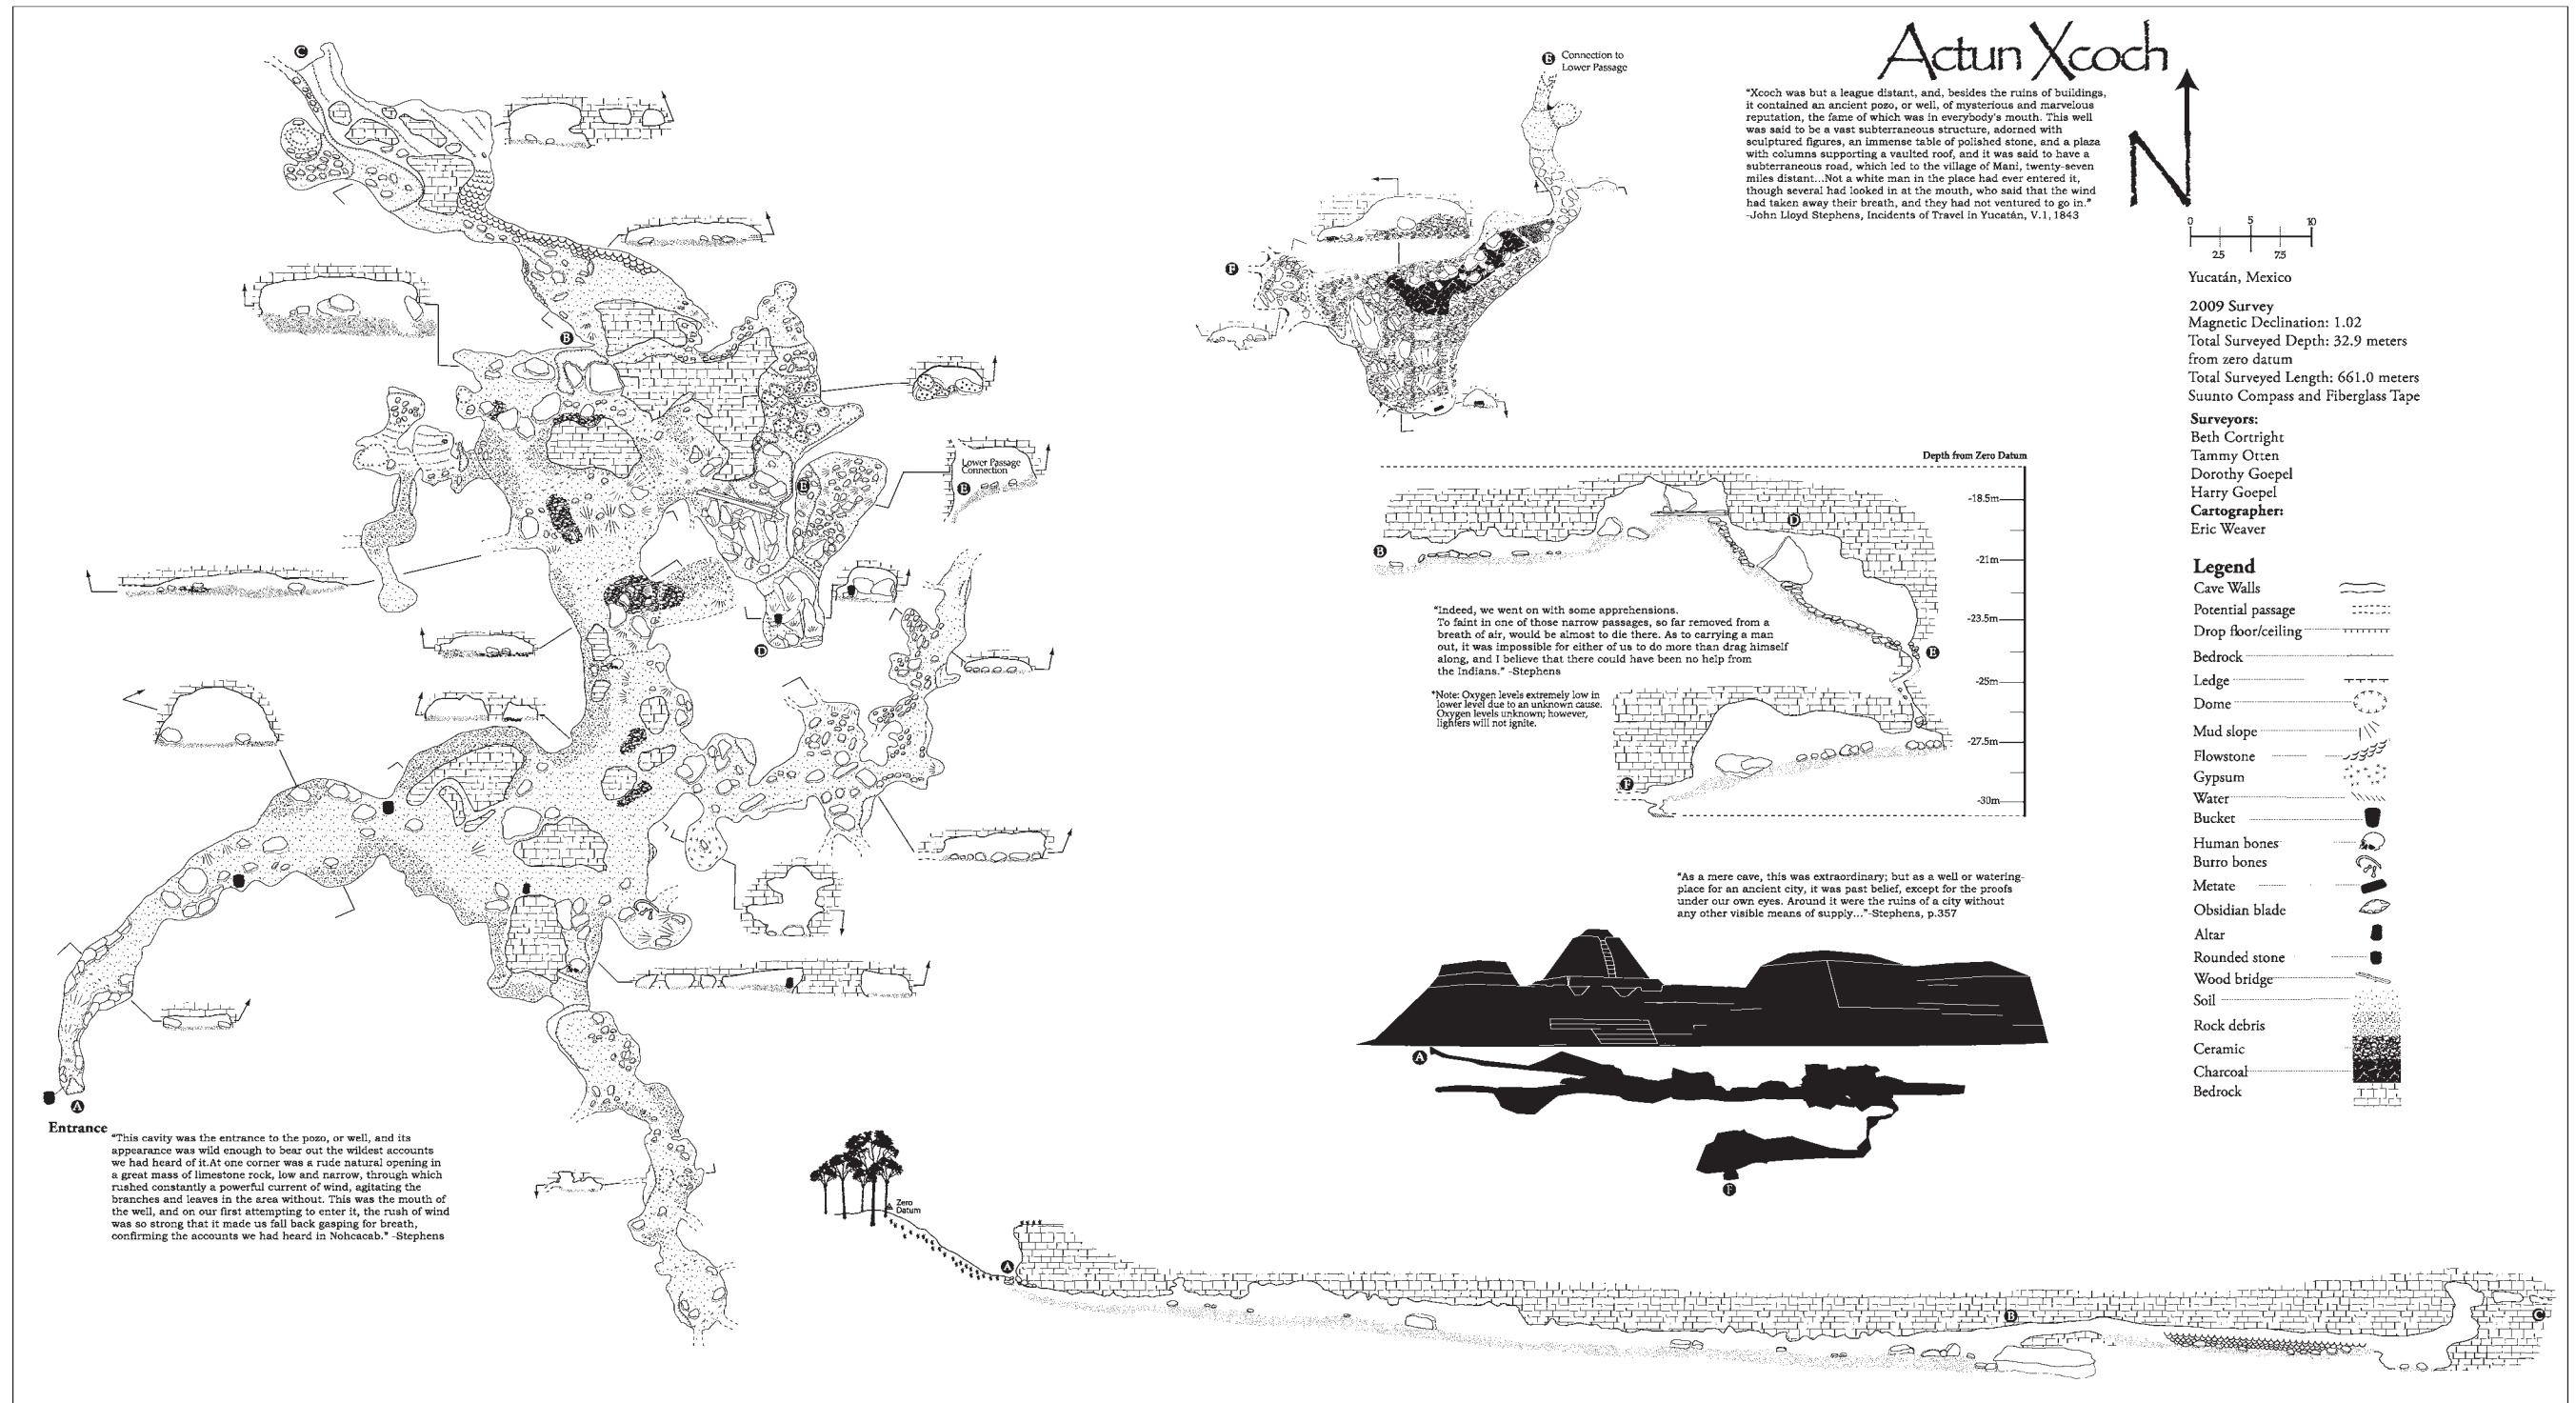 Actun Xcoch
"Xcoch was but a league distant, and, besides the ruins of buildings,
it contained an ancient pozo, or well, of mysterious and marvelous
reputation, the fame of which was in everybody's mouth. This well
was said to be a vast subterraneous structure, adorned with
sculptured figures, an immense table of polished stone, and a plaza
with columns supporting a vaulted roof, and it was said to have a
subterraneous road, which led to the village of Mani, twenty-seven
miles distant...Not a white man in the place had ever entered it,
though several had looked in at the mouth, who said that the wind
had taken away their breath, and they had not ventured to go in."
-John Lloyd Stephens, Incidents of Travel in Yucatán, V.1, 1843
N
0 5 10
2.5 7.5
Yucatán, Mexico
2009 Survey
Magnetic Declination: 1.02
Total Surveyed Depth: 32.9 meters
from zero datum
Total Surveyed Length: 661.0 meters
Suunto Compass and Fiberglass Tape
Surveyors:
Beth Cortright
Tammy Otten
Dorothy Goepel
Harry Goepel
Cartographer:
Eric Weaver
Legend
Cave Walls
Potential passage
Drop floor/ceiling
Bedrock
Ledge
Dome
Mud slope
Flowstone
Gypsum
Water
Bucket
Human bones
Burro bones
Metate
Obsidian blade
Altar
Rounded stone
Wood bridge
Soil
Rock debris
Ceramic
Charcoal
Bedrock
C
B
E
Lower Passage
Connection
E
D
A
Entrance
"This cavity was the entrance to the pozo, or well, and its
appearance was wild enough to bear out the wildest accounts
we had heard of it.At one corner was a rude natural opening in
a great mass of limestone rock, low and narrow, through which
rushed constantly a powerful current of wind, agitating the
branches and leaves in the area without. This was the mouth of
the well, and on our first attempting to enter it, the rush of wind
was so strong that it made us fall back gasping for breath,
confirming the accounts we had heard in Nohcacab." -Stephens
E Connection to
Lower Passage
F
Depth from Zero Datum
-18.5m
-21m
-23.5m
-25m
-27.5m
-30m
B
D
E
F
"Indeed, we went on with some apprehensions.
To faint in one of those narrow passages, so far removed from a
breath of air, would be almost to die there. As to carrying a man
out, it was impossible for either of us to do more than drag himself
along, and I believe that there could have been no help from
the Indians." -Stephens
*Note: Oxygen levels extremely low in
lower level due to an unknown cause.
Oxygen levels unknown; however,
lighters will not ignite.
"As a mere cave, this was extraordinary; but as a well or watering-
place for an ancient city, it was past belief, except for the proofs
under our own eyes. Around it were the ruins of a city without
any other visible means of supply..."-Stephens, p.357
A
F
Zero
Datum
A
B
C